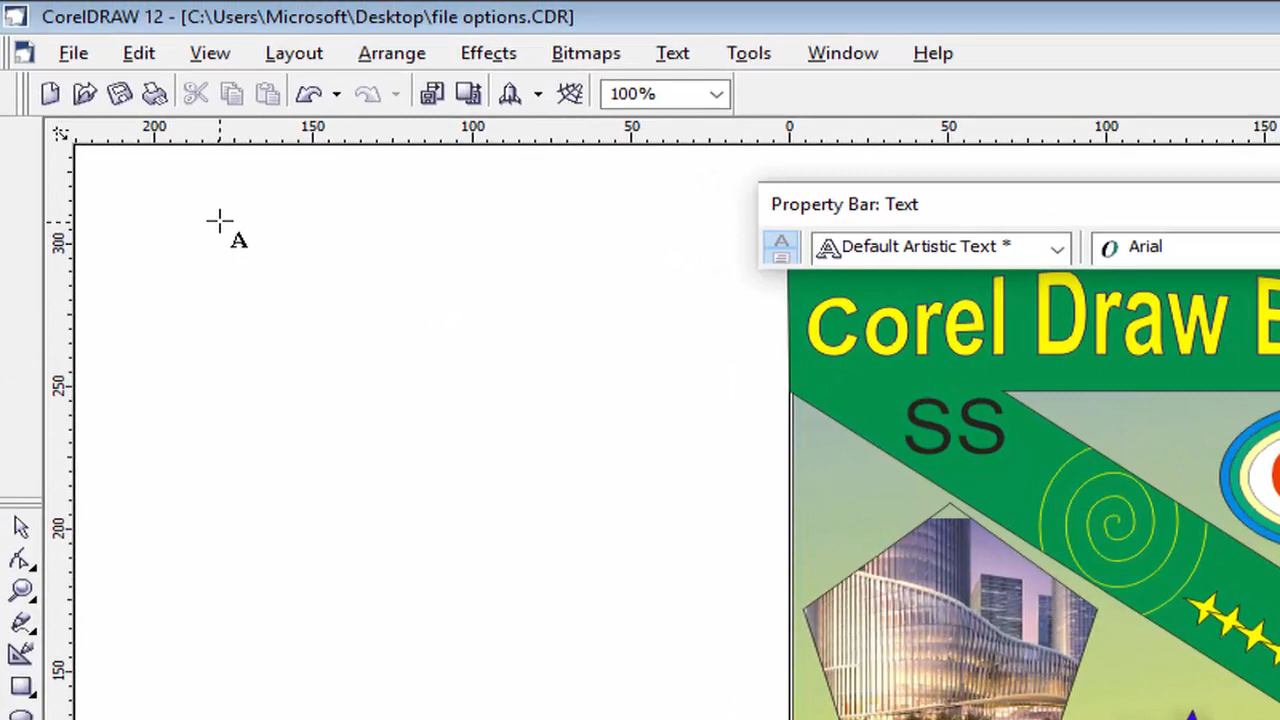 CorelDRAW 12 - [C:\Users\Microsoft\Desktop\file options.CDR]
File Edit View Layout Arrange Effects Bitmaps Text Tools Window Help
100%
200 150 100 50 0 50 100 150
300
250
200
150
A
Property Bar: Text
Default Artistic Text * Arial
Corel Draw
SS